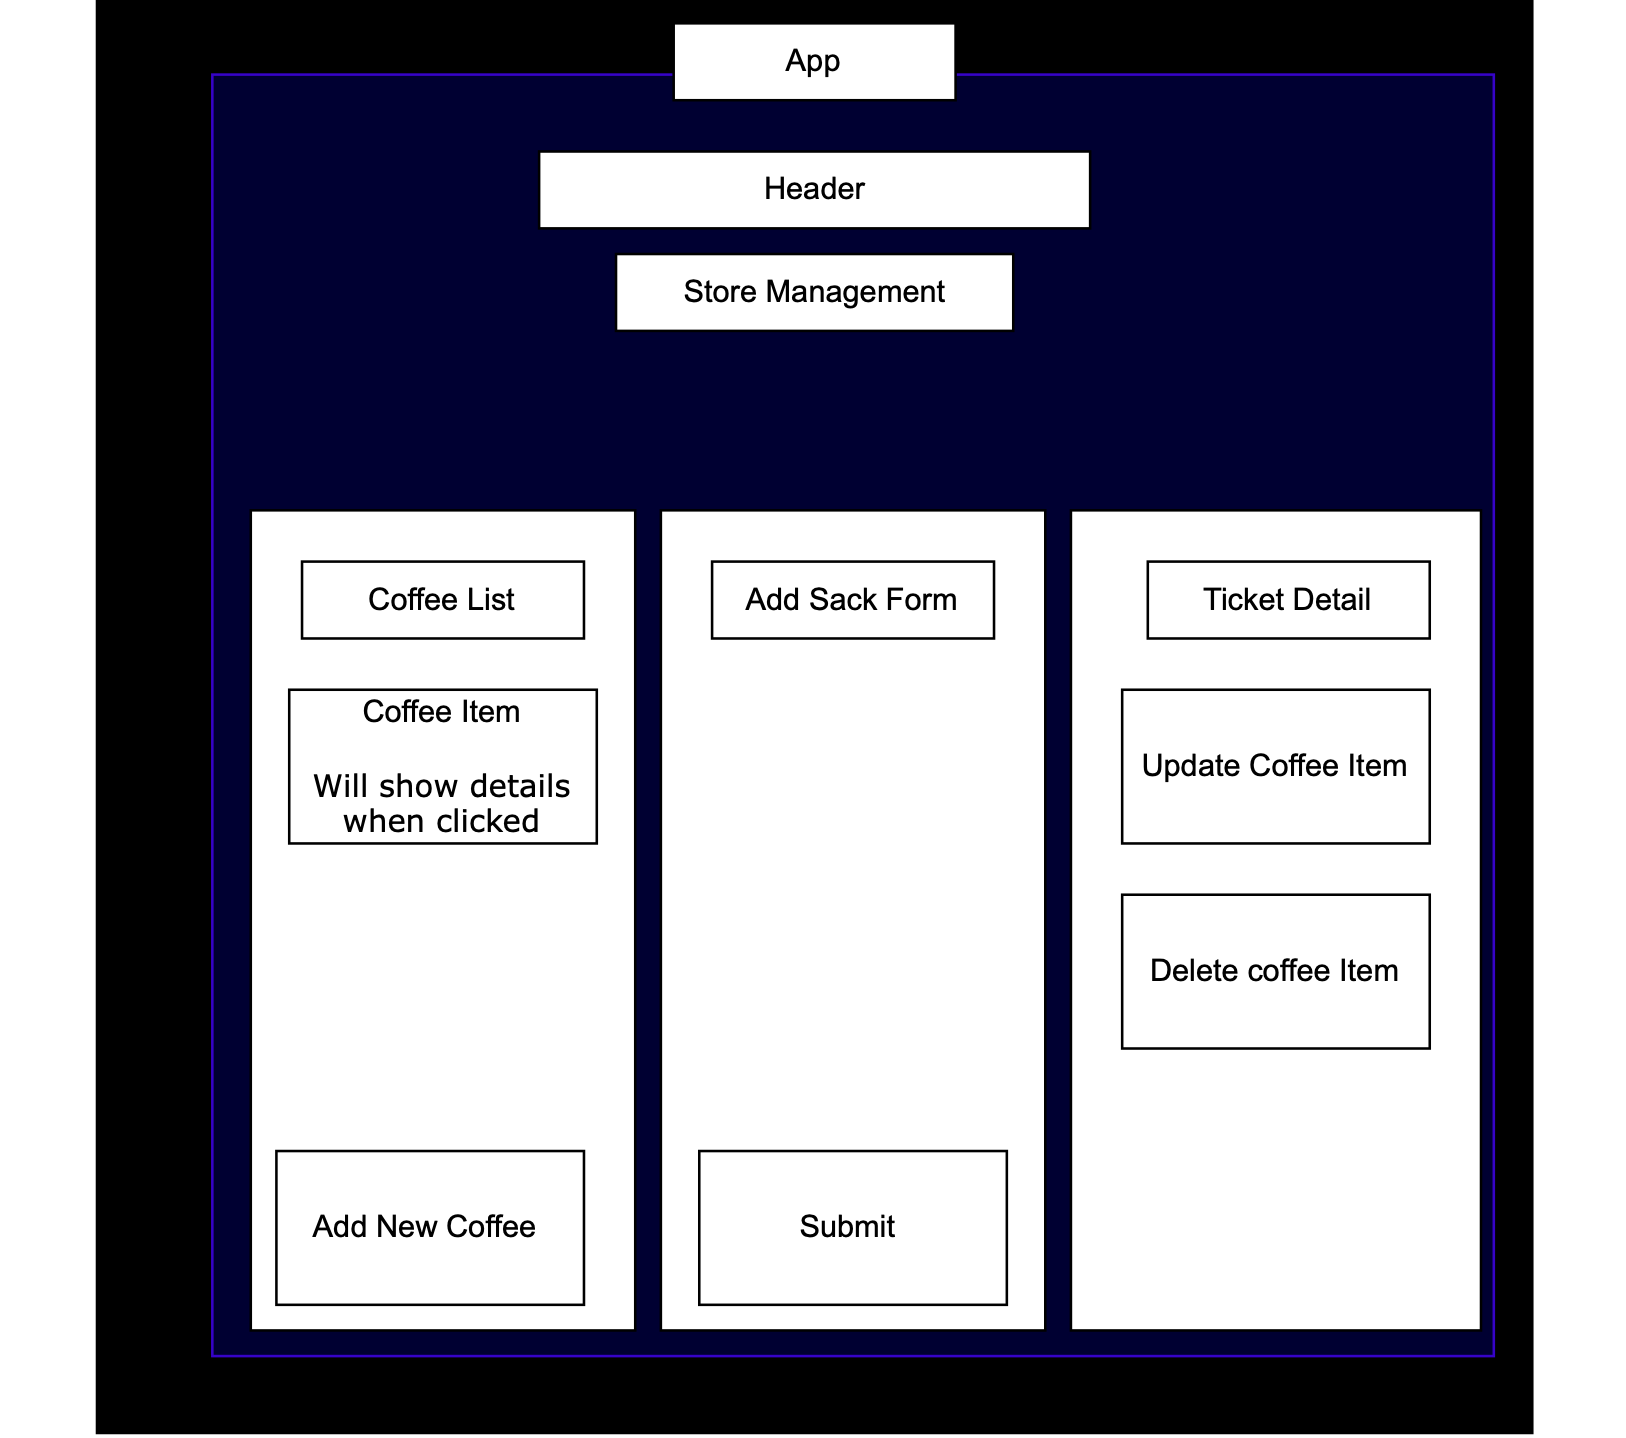 App
Header
Store Management
Coffee List
Coffee Item
Will show details
when clicked
Add New Coffee
Add Sack Form
Submit
Ticket Detail
Update Coffee Item
Delete coffee Item